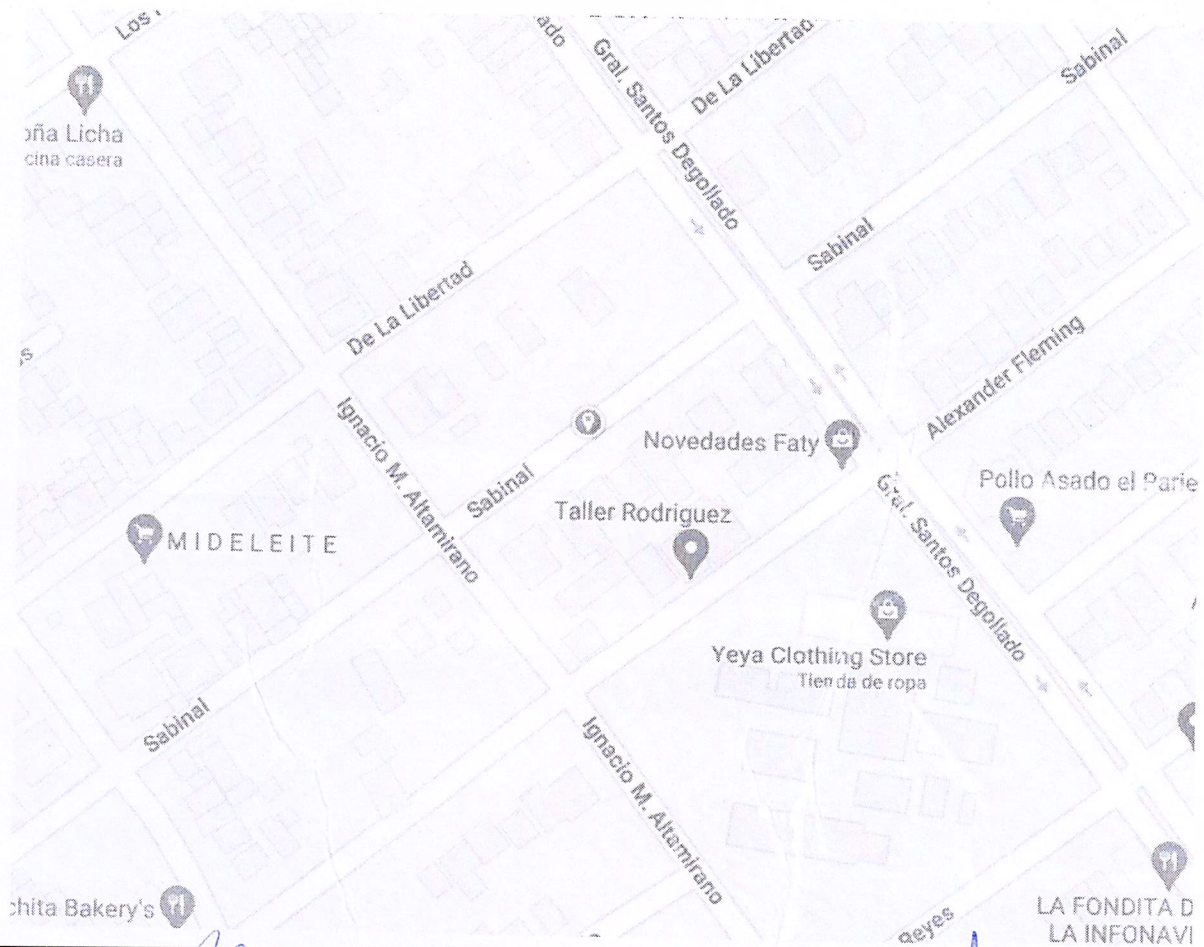 Los
ado
Gral. Santos Degollado
De La Libertad
Sabinal
oña Licha
cina casera
Sabinal
De La Libertad
gs
Ignacio M. Altamirano
Sabinal
Novedades Faty
Alexander Fleming
Taller Rodriguez
Gral. Santos Degollado
Pollo Asado el Parie
MIDELEITE
Yeya Clothing Store
Tienda de ropa
Sabinal
Ignacio M. Altamirano
chita Bakery's
Reyes
LA FONDITA D
LA INFONAVI